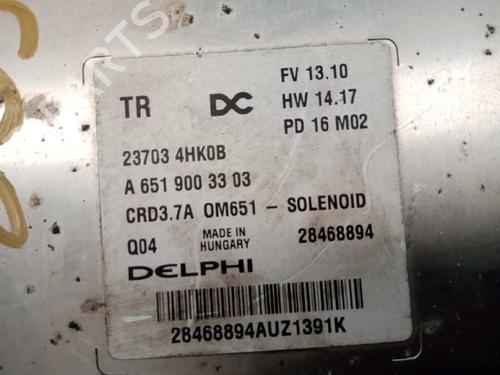 FV 13.10
TR DC HW 14.17
PD 16 M02
23703 4HK0B
A 651 900 33 03
CRD3.7A OM651 - SOLENOID
Q04 MADE IN HUNGARY 28468894
DELPHI
28468894AUZ1391K
PARTS